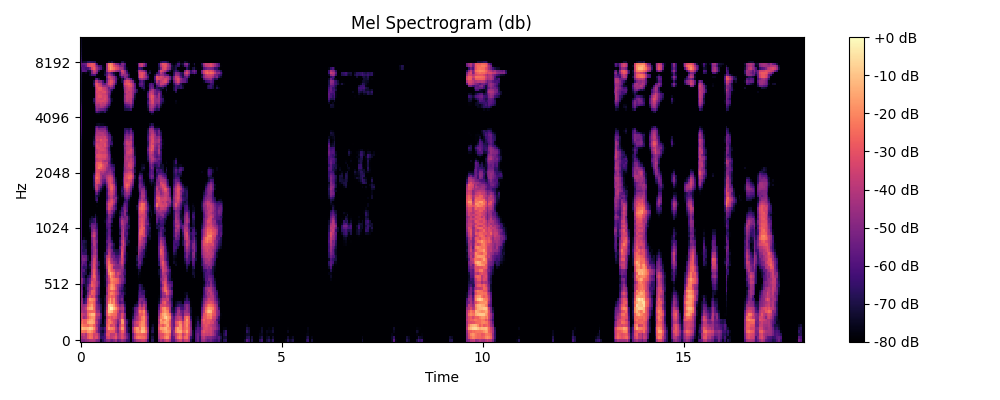 Mel Spectrogram (db)
8192
4096
2048
1024
512
0
Hz
0
5
10
15
Time
+0 dB
-10 dB
-20 dB
-30 dB
-40 dB
-50 dB
-60 dB
-70 dB
-80 dB